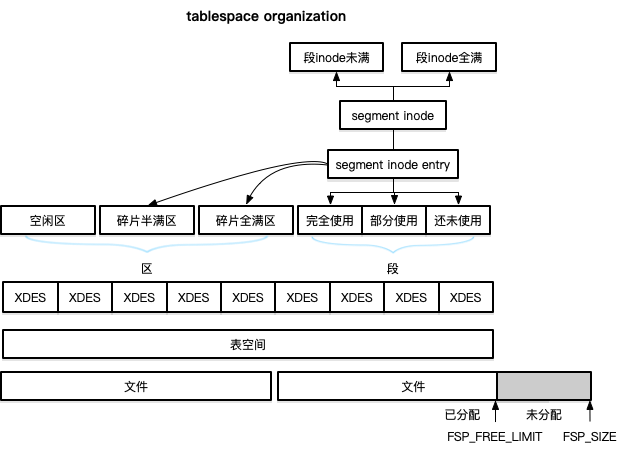 tablespace organization
段inode未满
段inode全满
segment inode
segment inode entry
空闲区
碎片半满区
碎片全满区
完全使用
部分使用
还未使用
区
段
XDES
XDES
XDES
XDES
XDES
XDES
XDES
XDES
XDES
表空间
文件
文件
已分配
未分配
FSP_FREE_LIMIT
FSP_SIZE